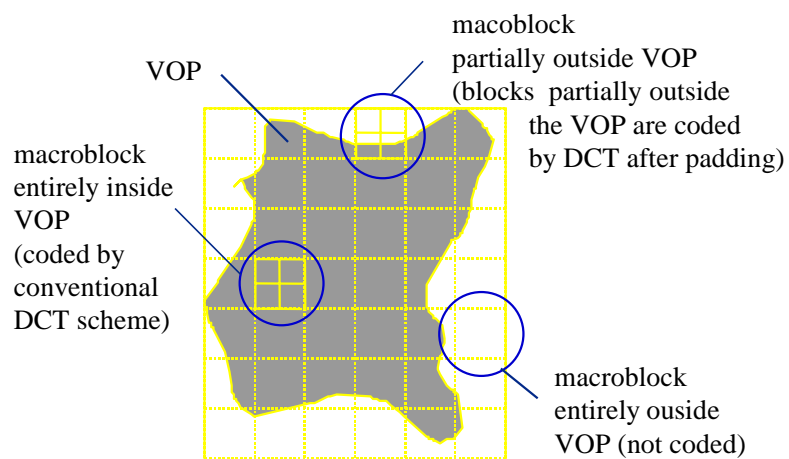 macoblock
partially outside VOP
(blocks partially outside
the VOP are coded
by DCT after padding)
VOP
macroblock
entirely inside
VOP
(coded by
conventional
DCT scheme)
macroblock
entirely ouside
VOP (not coded)